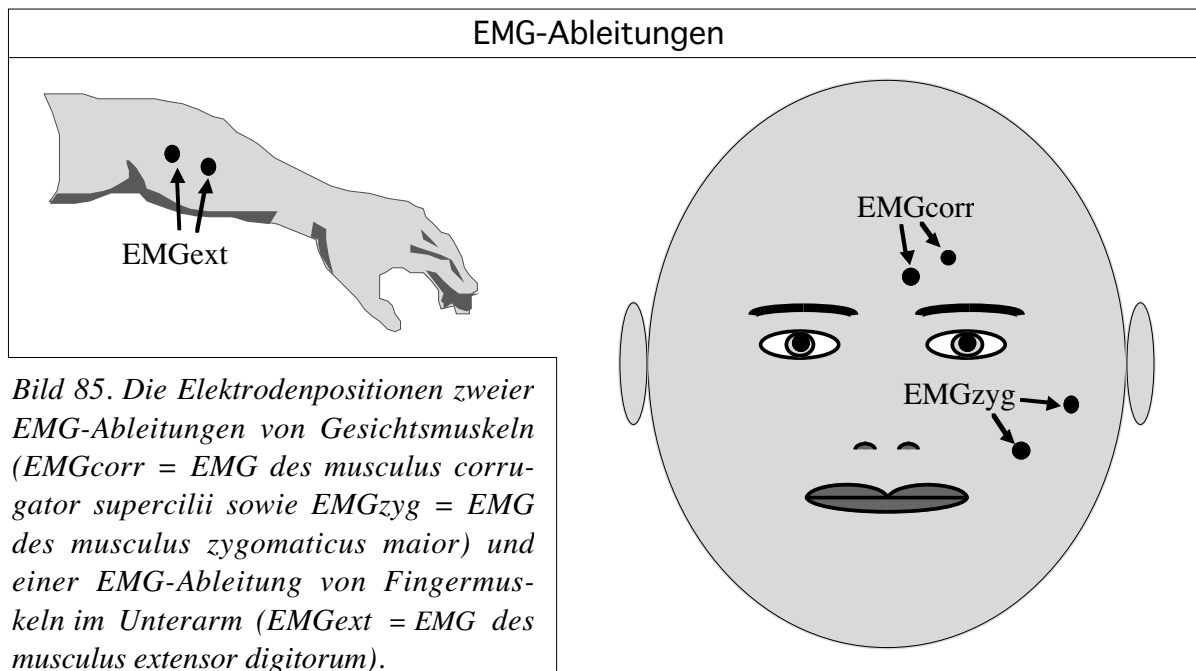 EMG-Ableitungen
EMGext
EMGcorr
EMGzyg
Bild 85. Die Elektrodenpositionen zweier
EMG-Ableitungen von Gesichtsmuskeln
(EMGcorr = EMG des musculus corru-
gator supercilii sowie EMGzyg = EMG
des musculus zygomaticus maior) und
einer EMG-Ableitung von Fingermus-
keln im Unterarm (EMGext = EMG des
musculus extensor digitorum).